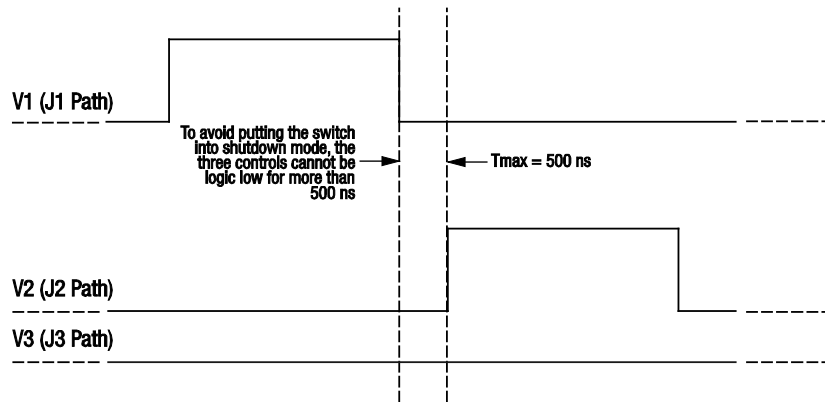 V1 (J1 Path)
To avoid putting the switch
into shutdown mode, the
three controls cannot be
logic low for more than
500 ns
Tmax = 500 ns
V2 (J2 Path)
V3 (J3 Path)